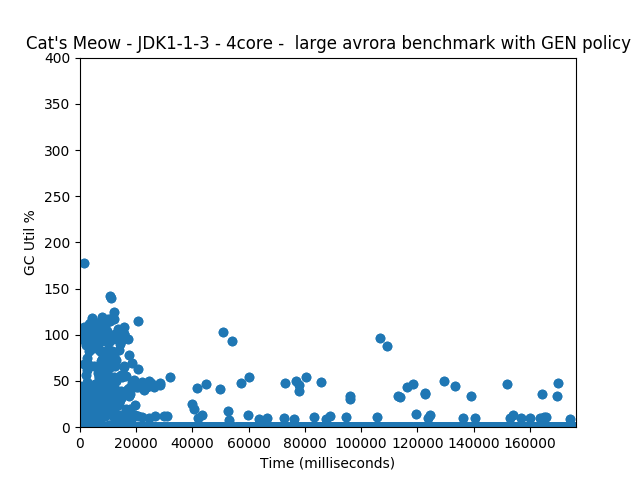 Cat's Meow - JDK1-1-3 - 4core -  large avrora benchmark with GEN policy
400
350
300
250
200
150
100
50
0
GC Util %
0 20000 40000 60000 80000 100000 120000 140000 160000
Time (milliseconds)